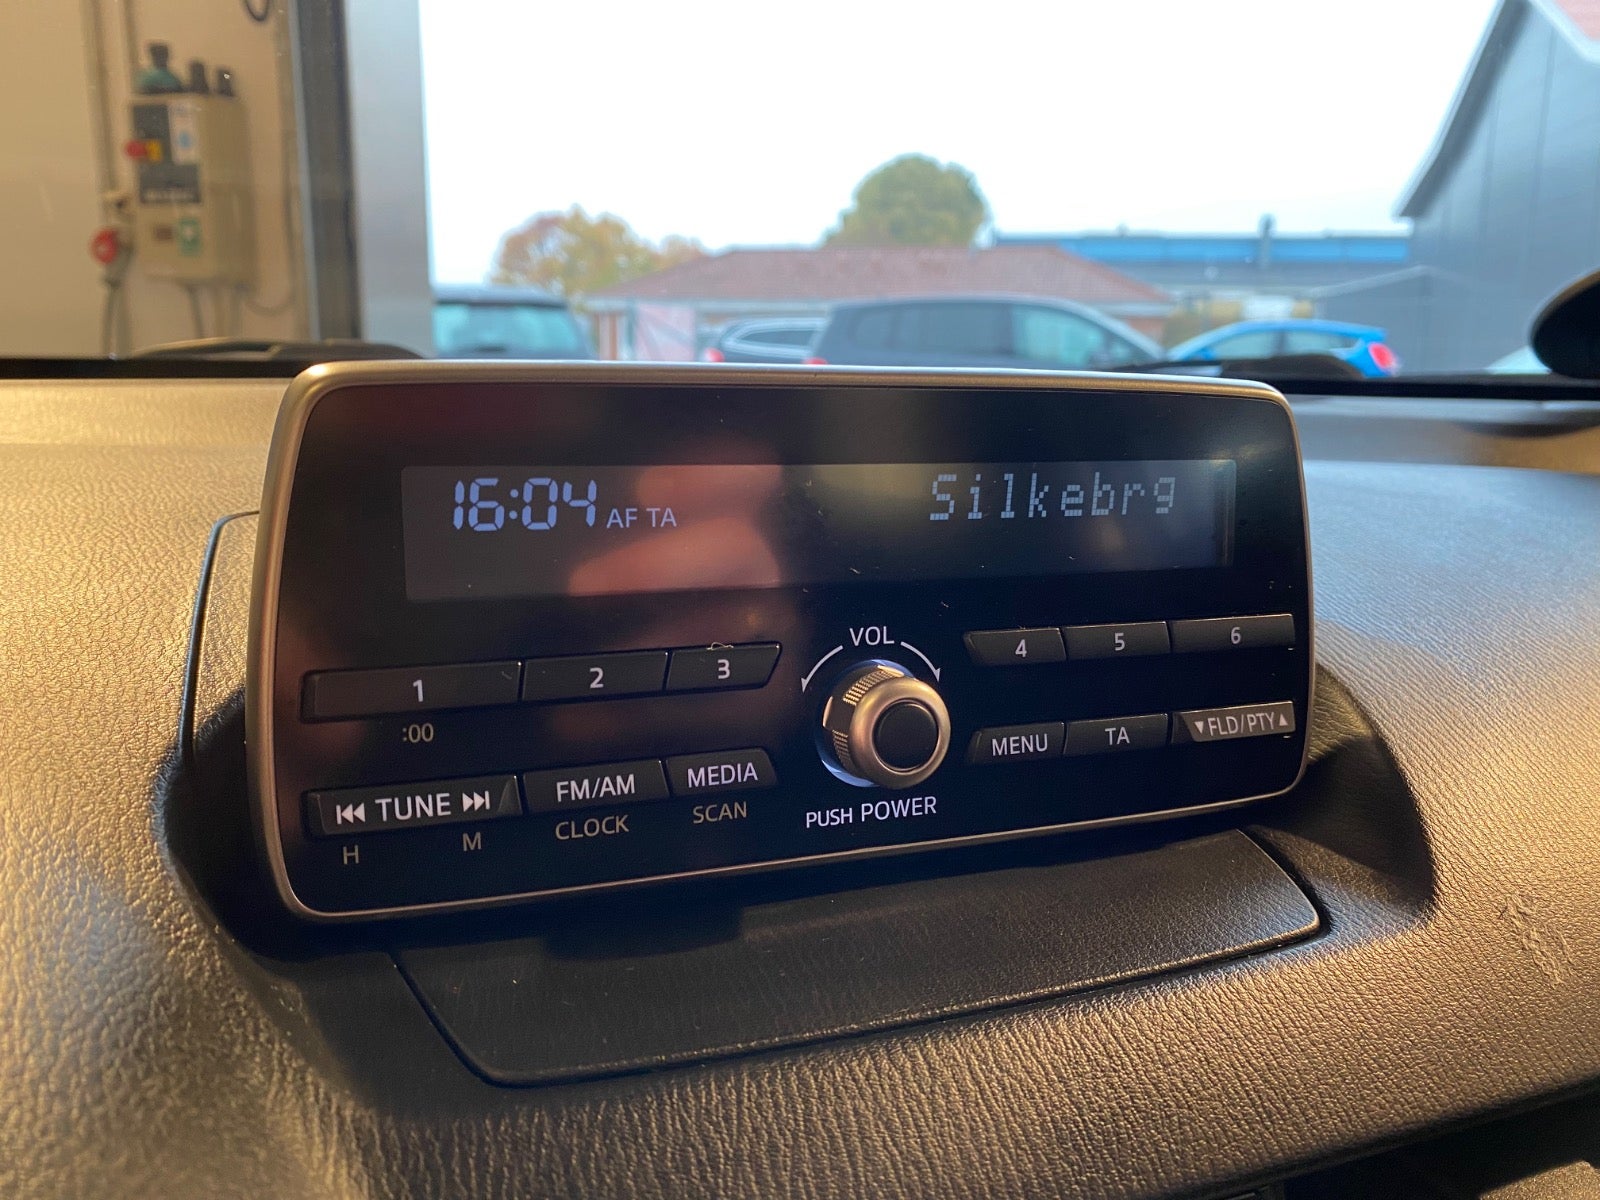 16:04 AF TA Silkebrg
VOL
1 2 3 4 5 6
:00
MENU TA ▼FLD/PTY▲
⏮ TUNE ⏭ FM/AM MEDIA
H M CLOCK SCAN
PUSH POWER